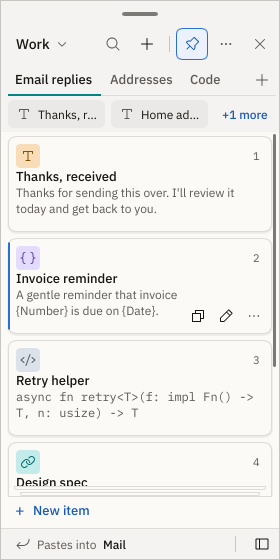 Work
Email replies Addresses Code
Thanks, r... Home ad... +1 more
1
Thanks, received
Thanks for sending this over. I'll review it
today and get back to you.
{ } 2
Invoice reminder
A gentle reminder that invoice
{Number} is due on {Date}.
</> 3
Retry helper
async fn retry<T>(f: impl Fn() ->
T, n: usize) -> T
4
Design spec
+ New item
Pastes into Mail